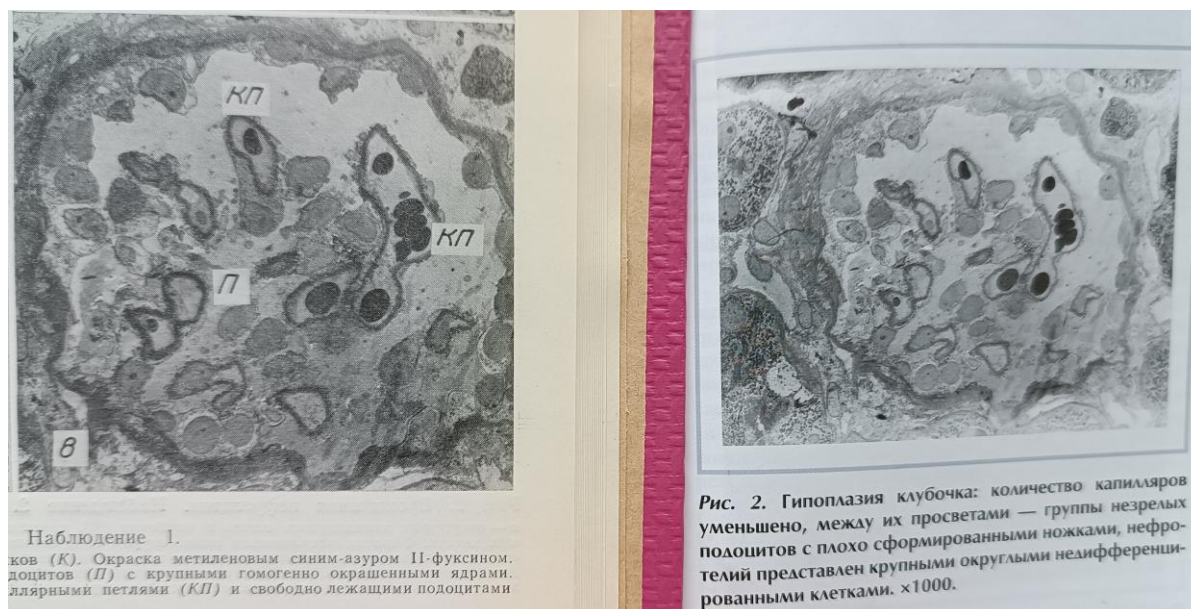 КП
КП
П
В
Наблюдение 1.
ков (К). Окраска метиленовым синим-азуром II-фуксином.
доцитов (П) с крупными гомогенно окрашенными ядрами.
ллярными петлями (КП) и свободно лежащими подоцитами
Рис. 2. Гипоплазия клубочка: количество капилляров
уменьшено, между их просветами — группы незрелых
подоцитов с плохо сформированными ножками, нефро-
телий представлен крупными округлыми недифференци-
рованными клетками. ×1000.